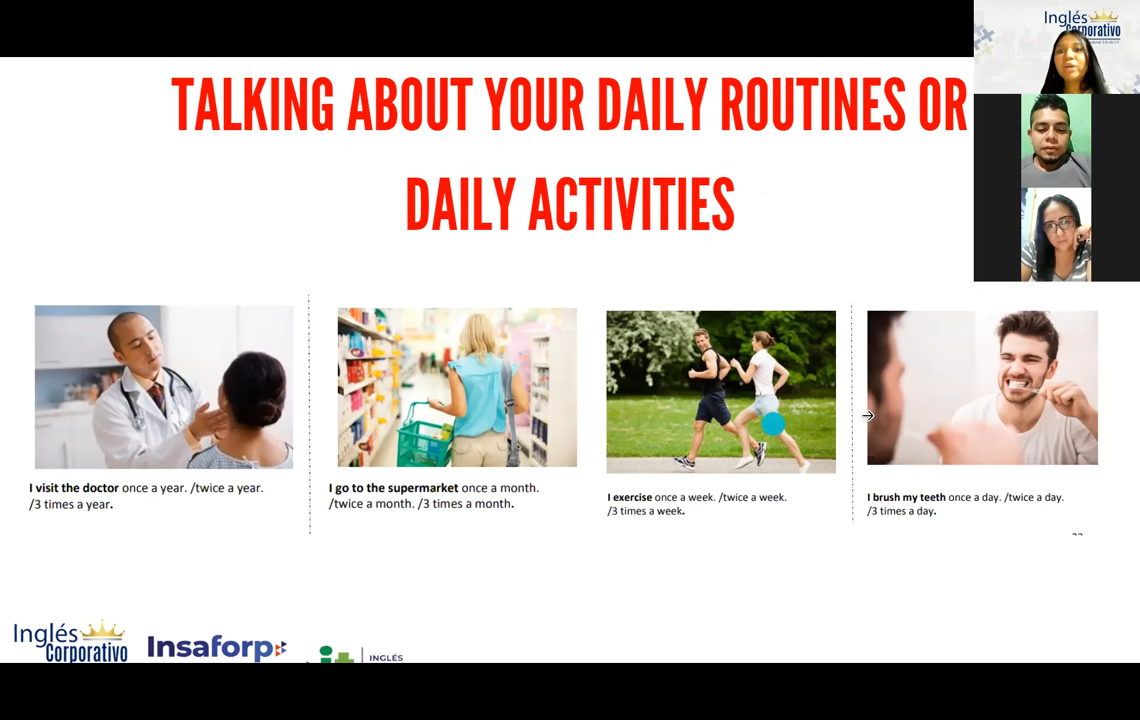 TALKING ABOUT YOUR DAILY ROUTINES OR
DAILY ACTIVITIES
I visit the doctor once a year. /twice a year.
/3 times a year.
I go to the supermarket once a month.
/twice a month. /3 times a month.
I exercise once a week. /twice a week.
/3 times a week.
I brush my teeth once a day. /twice a day.
/3 times a day.
Inglés
Corporativo
Insaforp
INGLÉS
Inglés
Corporativo